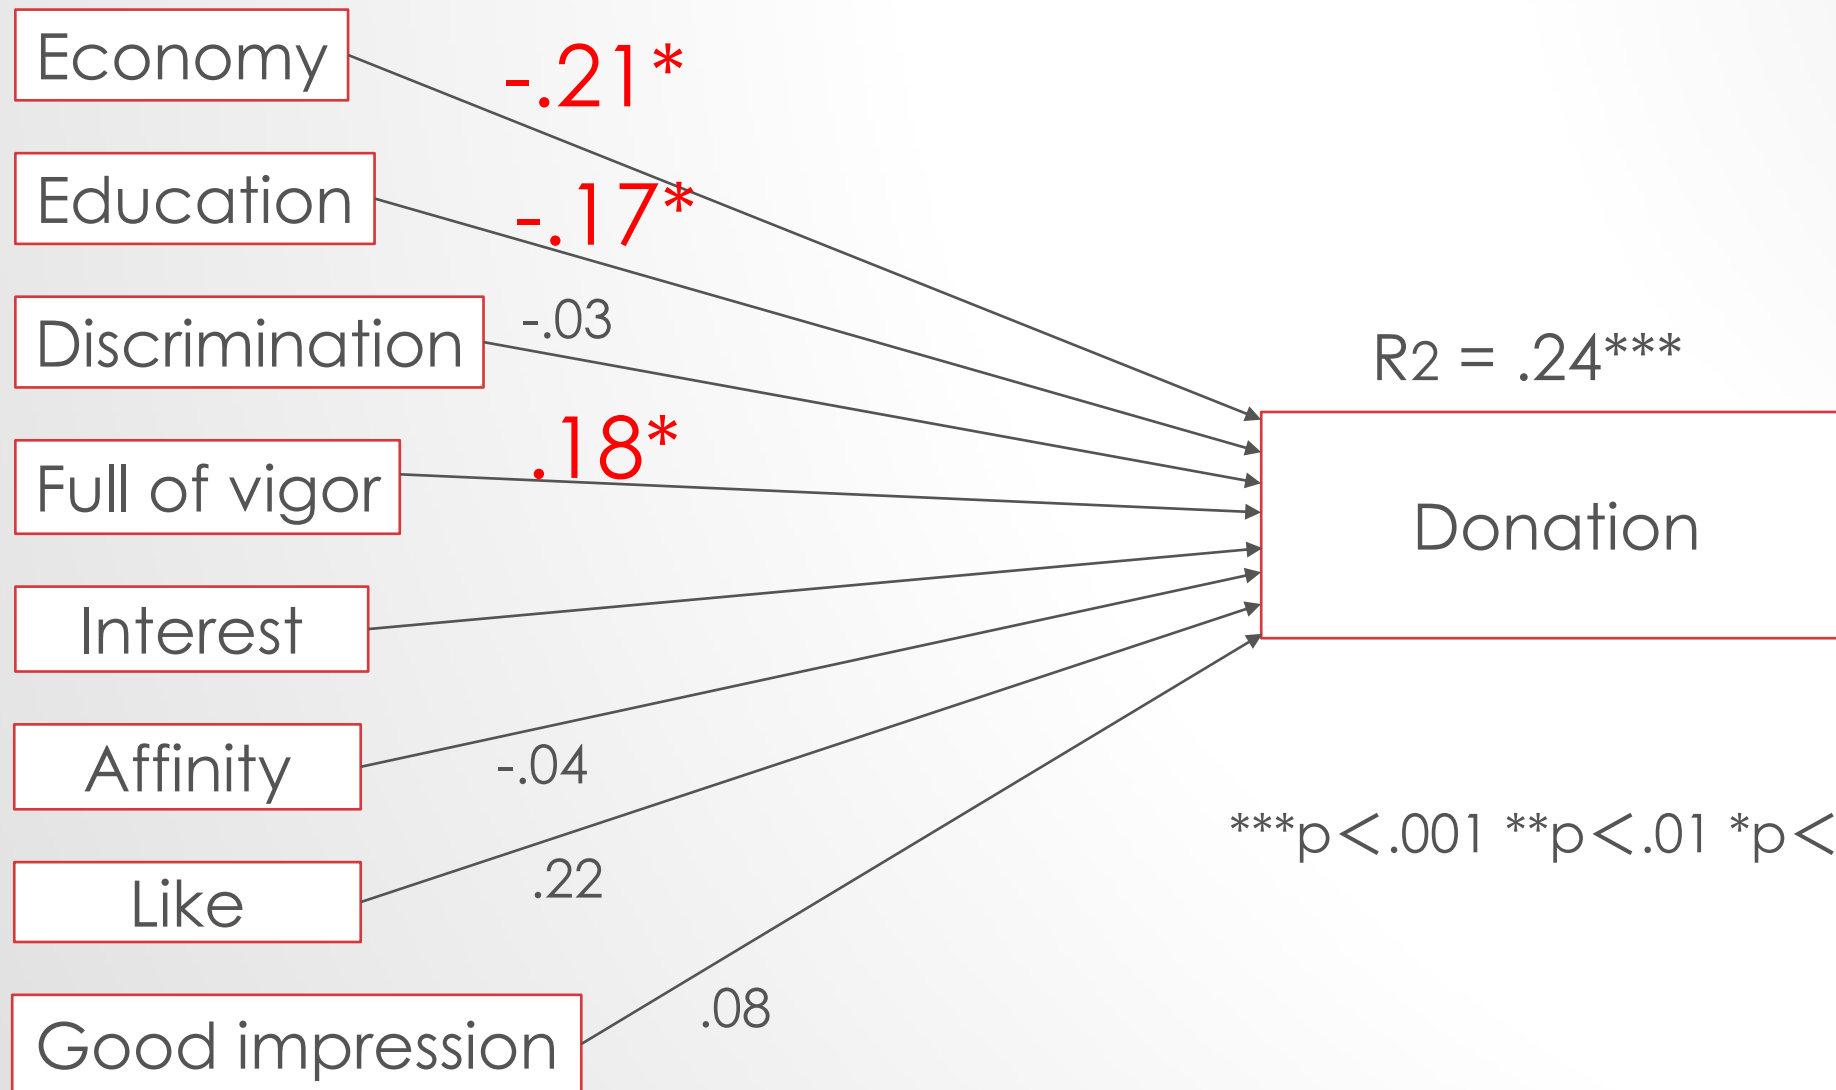 Economy
-.21*
Education
-.17*
Discrimination
-.03
R2 = .24***
Full of vigor
.18*
Donation
Interest
Affinity
-.04
***p<.001 **p<.01 *p<
Like
.22
Good impression
.08